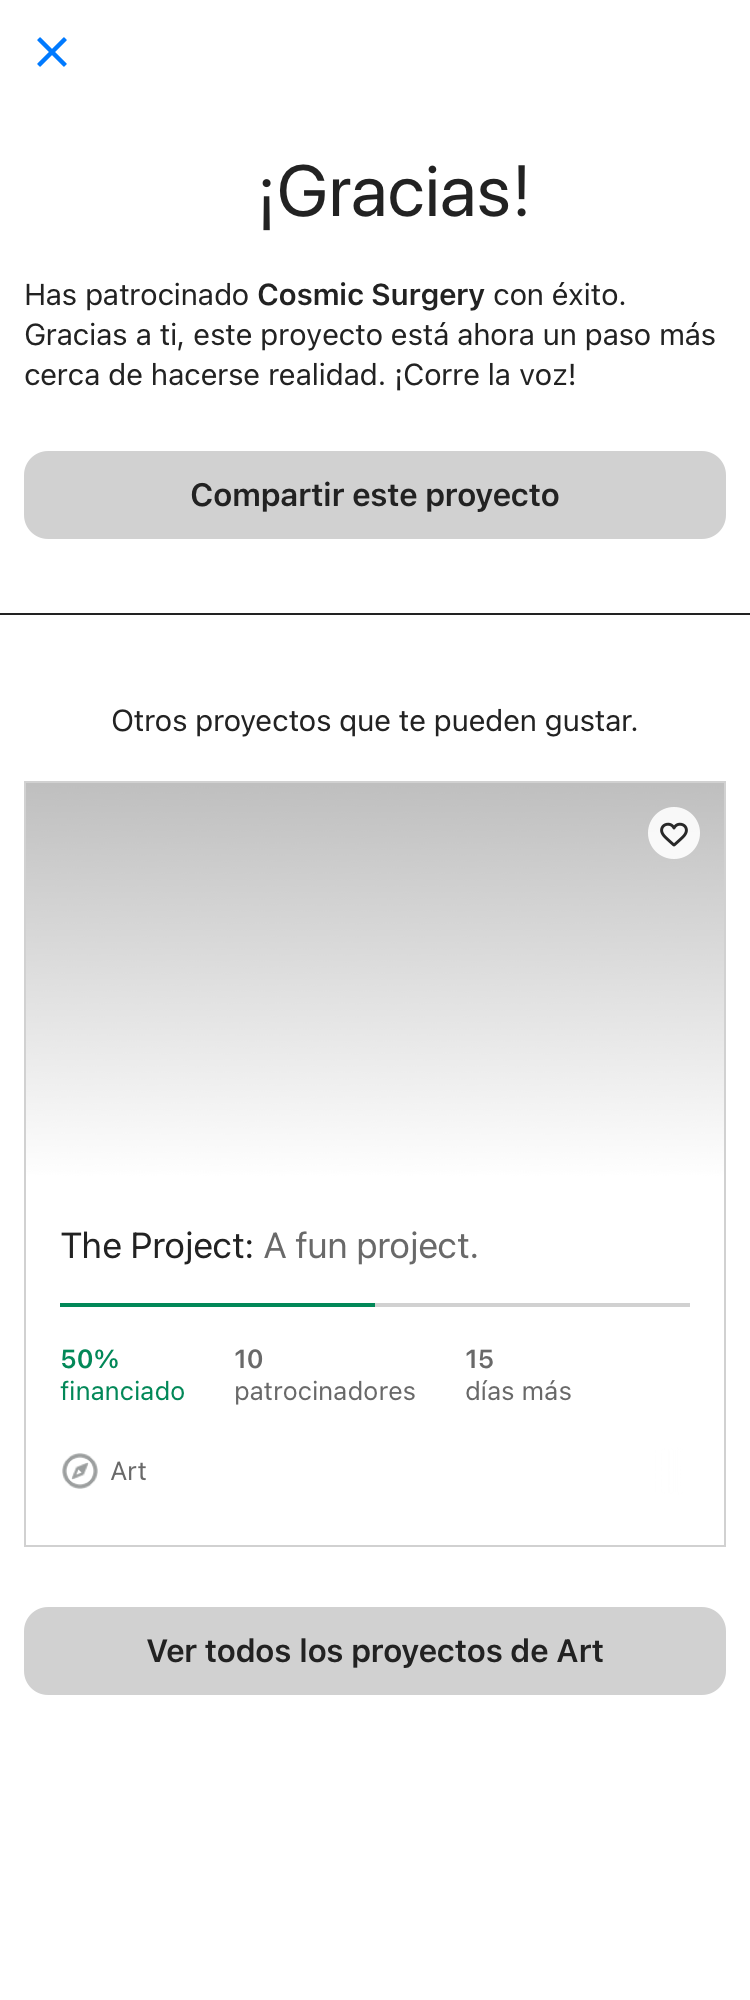 ¡Gracias!
Has patrocinado Cosmic Surgery con éxito.
Gracias a ti, este proyecto está ahora un paso más
cerca de hacerse realidad. ¡Corre la voz!
Compartir este proyecto
Otros proyectos que te pueden gustar.
The Project: A fun project.
50% 10 15
financiado patrocinadores días más
Art
Ver todos los proyectos de Art